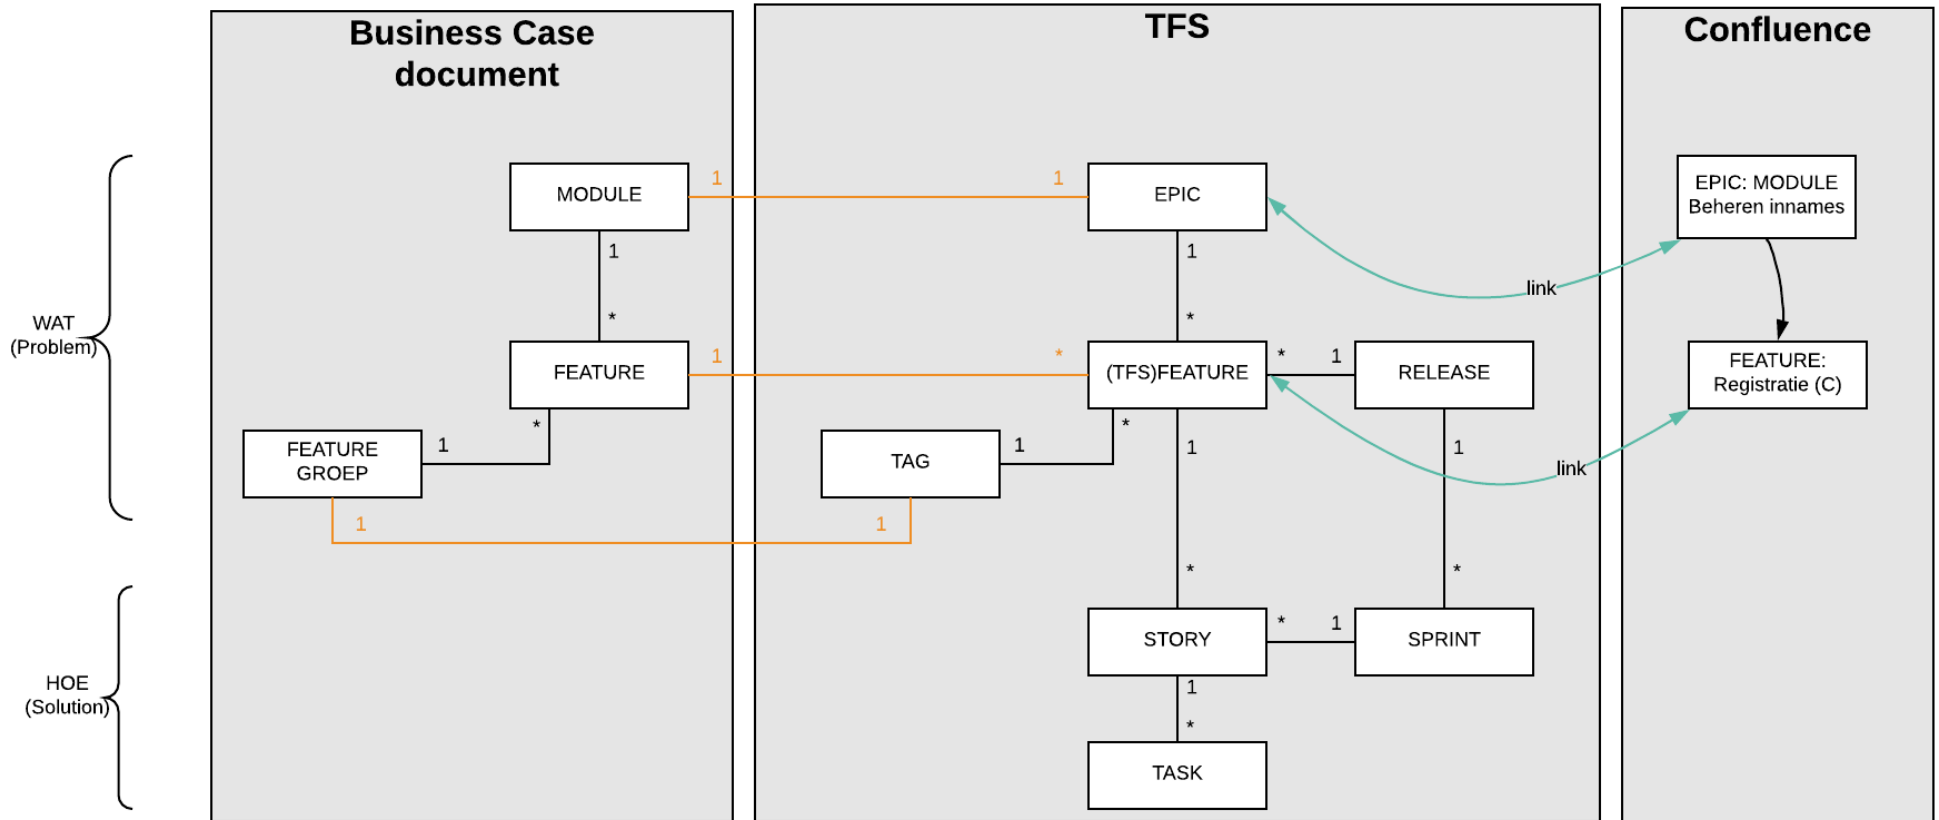 Business Case
document
TFS
Confluence
WAT
(Problem)
HOE
(Solution)
MODULE
1
1
EPIC
1
*
1
*
FEATURE
1
*
(TFS)FEATURE
*
1
RELEASE
*
1
FEATURE
GROEP
1
1
TAG
1
*
1
1
*
1
*
STORY
*
1
SPRINT
1
*
TASK
EPIC: MODULE
Beheren innames
link
FEATURE:
Registratie (C)
link